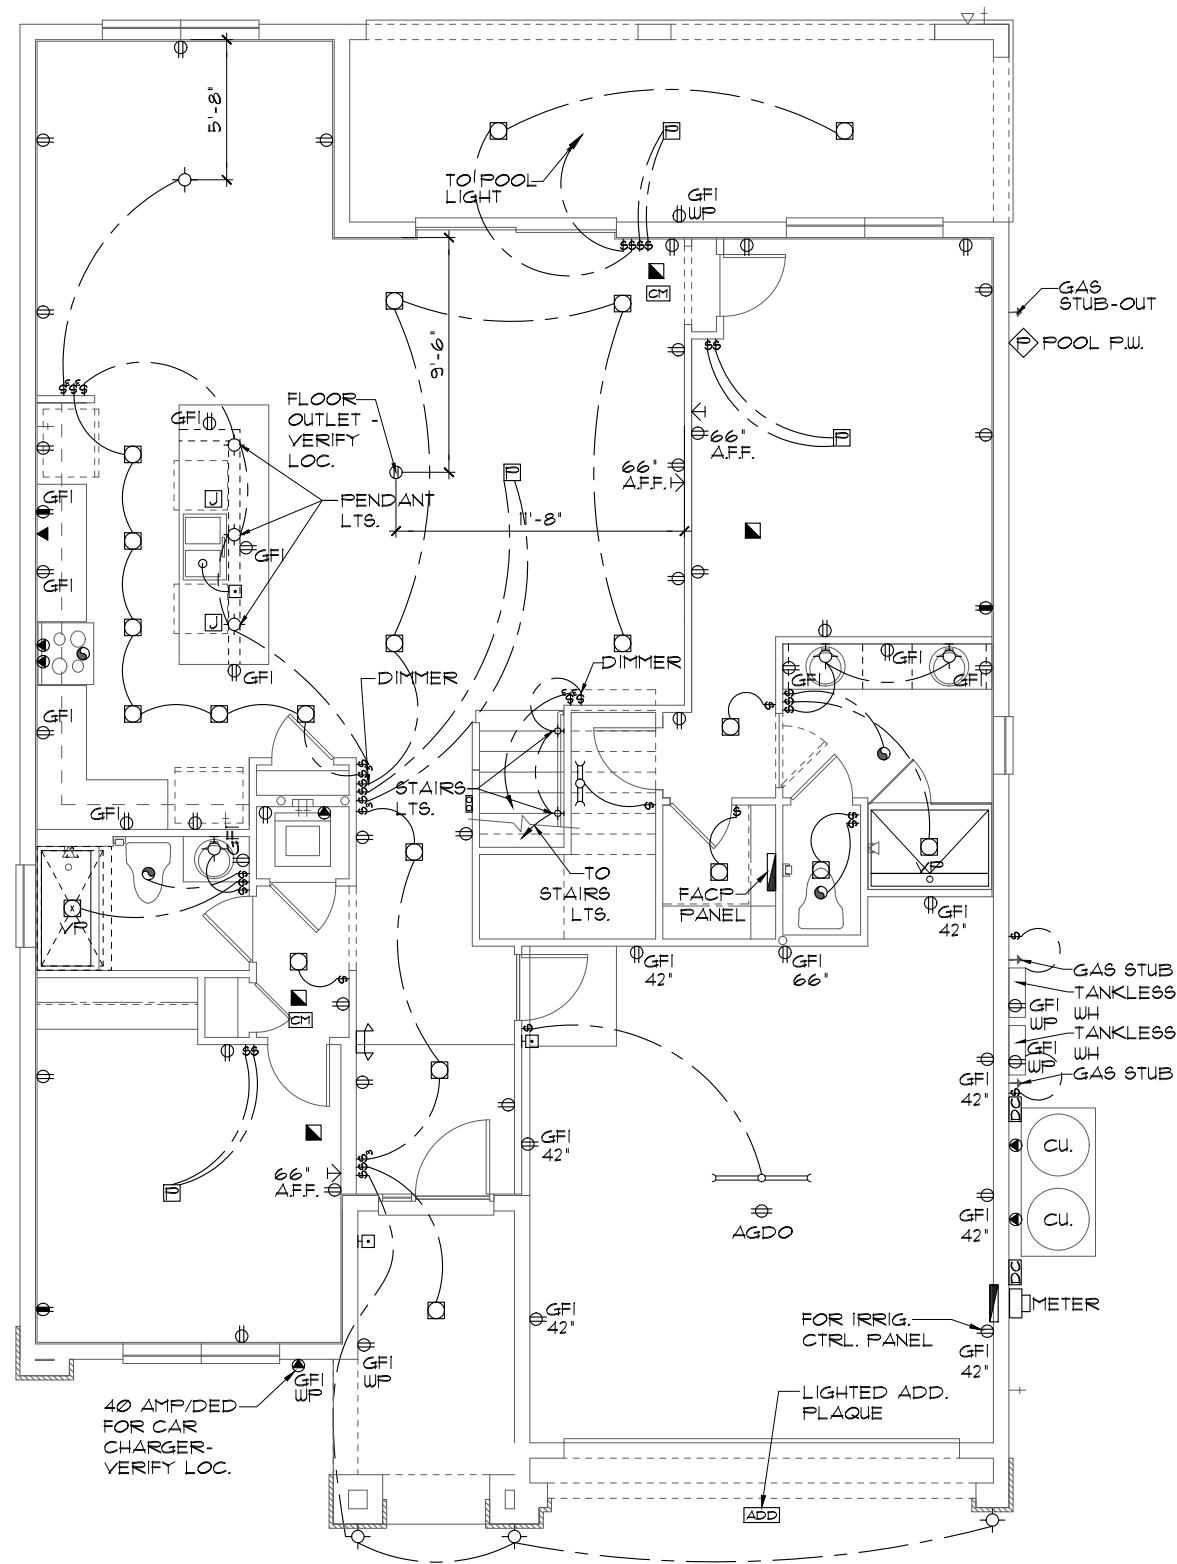 5'-8"
P
TO POOL
LIGHT
GFI
WP
$$$$
CM
GAS
STUB-OUT
P
POOL P.W.
9'-6"
$$
$$$
FLOOR
OUTLET -
VERIFY
LOC.
GFI
66"
A.F.F.
P
66"
A.F.F.
P
PENDANT
LTS.
J
GFI
11'-8"
GFI
GFI
J
GFI
DIMMER
DIMMER
GFI
GFI
GFI
GFI
STAIRS
LTS.
GFI
GFI
TO
STAIRS
LTS.
FACP
PANEL
VP
VR
GFI
42"
GFI
42"
GFI
66"
GAS STUB
TANKLESS
WH
GFI
WP
TANKLESS
WH
GFI
WP
GAS STUB
CM
GFI
42"
DC
CU.
GFI
42"
66"
A.F.F.
P
GFI
42"
CU.
AGDO
DC
METER
GFI
42"
FOR IRRIG.
CTRL. PANEL
GFI
42"
GFI
WP
GFI
WP
40 AMP/DED
FOR CAR
CHARGER-
VERIFY LOC.
LIGHTED ADD.
PLAQUE
ADD